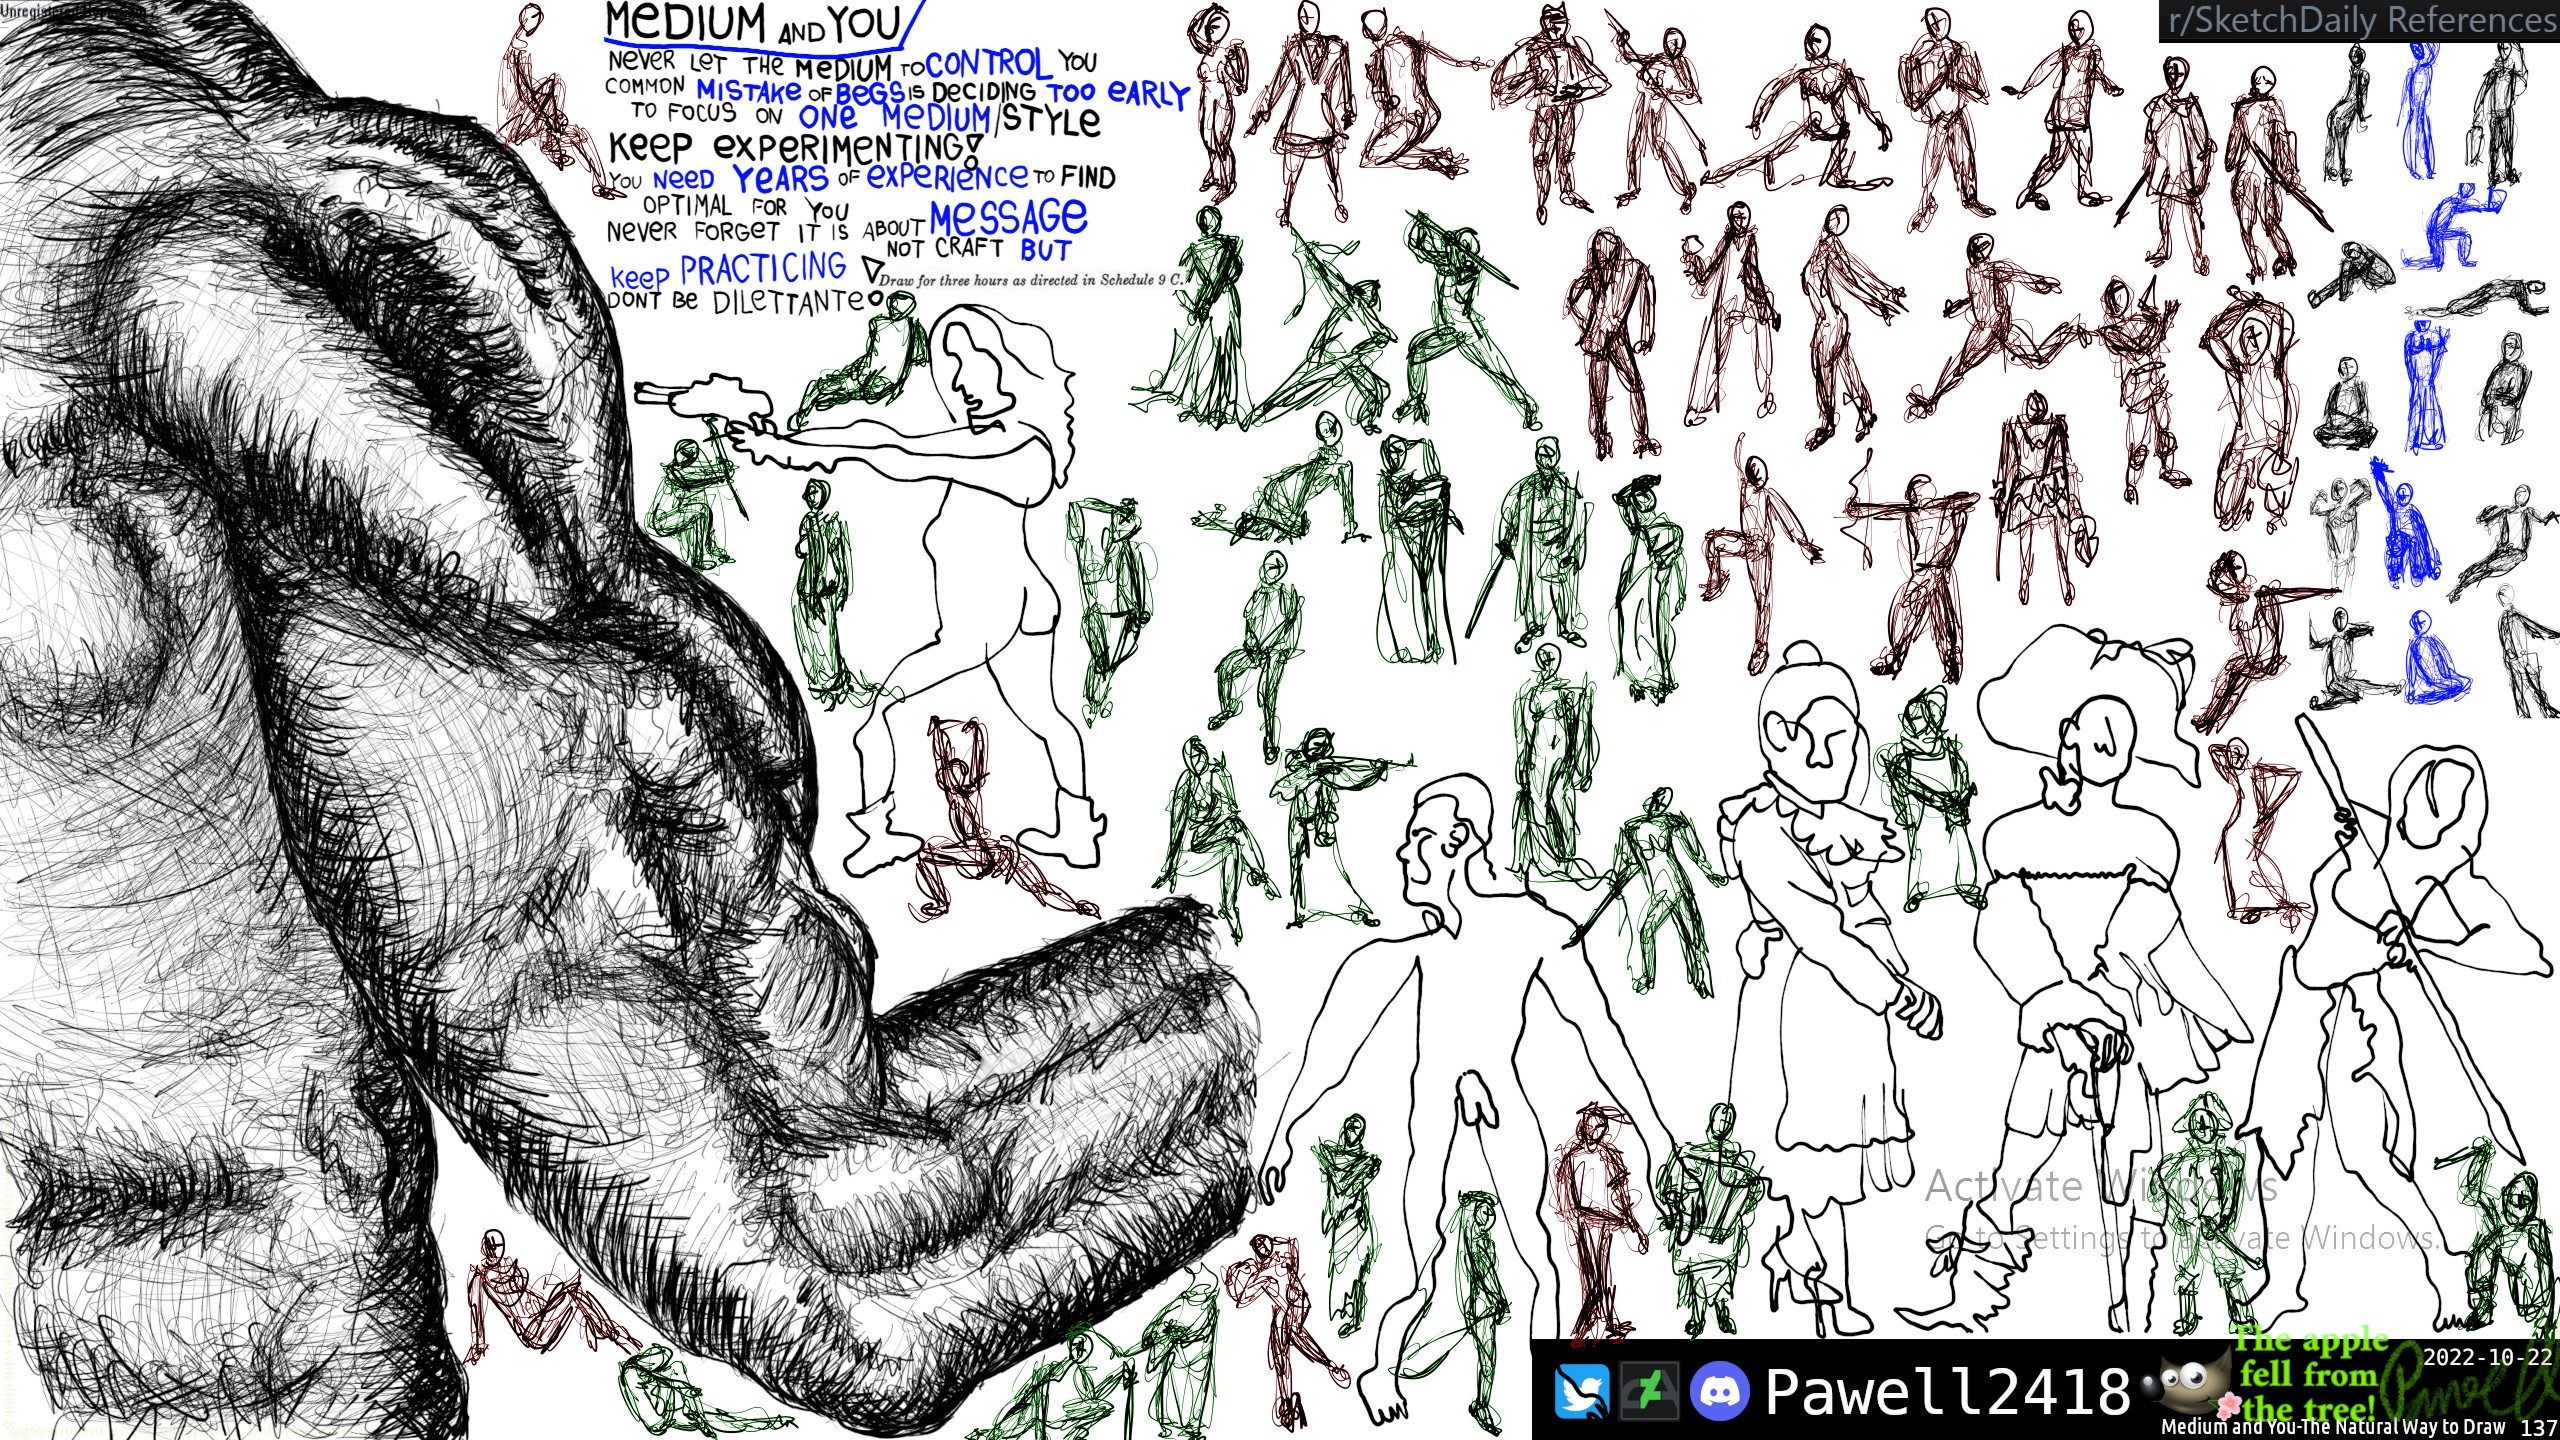 Unregistered
MEDIUM AND YOU
NEVER LET THE MEDIUM TO CONTROL YOU
COMMON MISTAKE OF BEGS IS DECIDING TOO EARLY
TO FOCUS ON ONE MEDIUM/STYLE
KEEP EXPERIMENTING!
YOU NEED YEARS OF EXPERIENCE TO FIND
OPTIMAL FOR YOU
NEVER FORGET IT IS ABOUT MESSAGE
NOT CRAFT BUT
KEEP PRACTICING!
Draw for three hours as directed in Schedule 9 C.
DONT BE DILETTANTE
r/SketchDaily References
Activate Windows
Go to Settings to activate Windows.
Pawell2418
The apple
fell from
the tree!
2022-10-22
Medium and You-The Natural Way to Draw 137